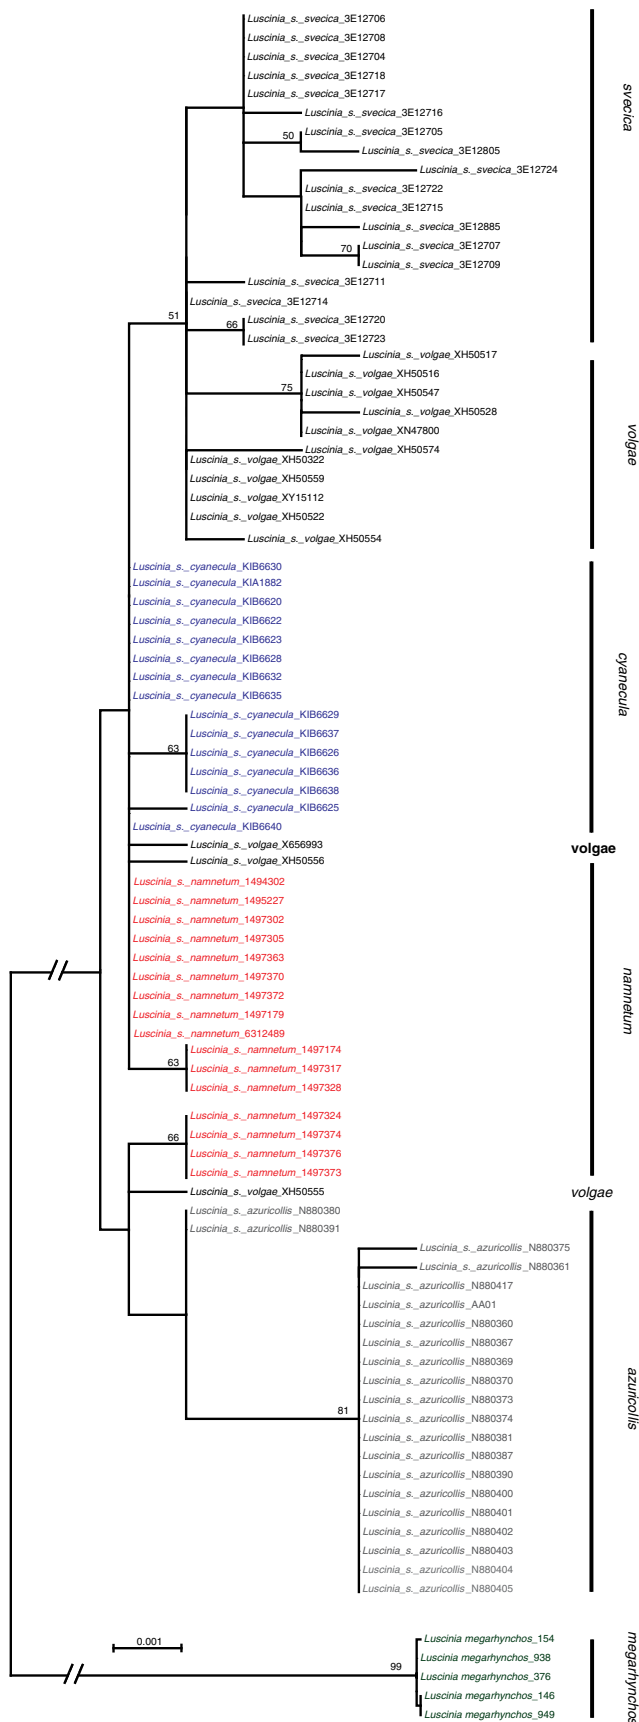 Luscinia_s._svecica_3E12706
Luscinia_s._svecica_3E12708
Luscinia_s._svecica_3E12704
Luscinia_s._svecica_3E12718
Luscinia_s._svecica_3E12717
Luscinia_s._svecica_3E12716
50
Luscinia_s._svecica_3E12705
Luscinia_s._svecica_3E12805
Luscinia_s._svecica_3E12724
Luscinia_s._svecica_3E12722
Luscinia_s._svecica_3E12715
Luscinia_s._svecica_3E12885
70
Luscinia_s._svecica_3E12707
Luscinia_s._svecica_3E12709
Luscinia_s._svecica_3E12711
Luscinia_s._svecica_3E12714
51
66
Luscinia_s._svecica_3E12720
Luscinia_s._svecica_3E12723
svecica
Luscinia_s._volgae_XH50517
Luscinia_s._volgae_XH50516
75
Luscinia_s._volgae_XH50547
Luscinia_s._volgae_XH50528
Luscinia_s._volgae_XN47800
Luscinia_s._volgae_XH50574
Luscinia_s._volgae_XH50322
Luscinia_s._volgae_XH50559
Luscinia_s._volgae_XY15112
Luscinia_s._volgae_XH50522
Luscinia_s._volgae_XH50554
volgae
Luscinia_s._cyanecula_KIB6630
Luscinia_s._cyanecula_KIA1882
Luscinia_s._cyanecula_KIB6620
Luscinia_s._cyanecula_KIB6622
Luscinia_s._cyanecula_KIB6623
Luscinia_s._cyanecula_KIB6628
Luscinia_s._cyanecula_KIB6632
Luscinia_s._cyanecula_KIB6635
Luscinia_s._cyanecula_KIB6629
Luscinia_s._cyanecula_KIB6637
63
Luscinia_s._cyanecula_KIB6626
Luscinia_s._cyanecula_KIB6636
Luscinia_s._cyanecula_KIB6638
Luscinia_s._cyanecula_KIB6625
Luscinia_s._cyanecula_KIB6640
cyanecula
Luscinia_s._volgae_X656993
Luscinia_s._volgae_XH50556
volgae
Luscinia_s._namnetum_1494302
Luscinia_s._namnetum_1495227
Luscinia_s._namnetum_1497302
Luscinia_s._namnetum_1497305
Luscinia_s._namnetum_1497363
Luscinia_s._namnetum_1497370
Luscinia_s._namnetum_1497372
Luscinia_s._namnetum_1497179
Luscinia_s._namnetum_6312489
Luscinia_s._namnetum_1497174
63
Luscinia_s._namnetum_1497317
Luscinia_s._namnetum_1497328
Luscinia_s._namnetum_1497324
66
Luscinia_s._namnetum_1497374
Luscinia_s._namnetum_1497376
Luscinia_s._namnetum_1497373
namnetum
Luscinia_s._volgae_XH50555
volgae
Luscinia_s._azuricollis_N880380
Luscinia_s._azuricollis_N880391
Luscinia_s._azuricollis_N880375
Luscinia_s._azuricollis_N880361
Luscinia_s._azuricollis_N880417
Luscinia_s._azuricollis_AA01
Luscinia_s._azuricollis_N880360
Luscinia_s._azuricollis_N880367
Luscinia_s._azuricollis_N880369
Luscinia_s._azuricollis_N880370
Luscinia_s._azuricollis_N880373
81
Luscinia_s._azuricollis_N880374
Luscinia_s._azuricollis_N880381
Luscinia_s._azuricollis_N880387
Luscinia_s._azuricollis_N880390
Luscinia_s._azuricollis_N880400
Luscinia_s._azuricollis_N880401
Luscinia_s._azuricollis_N880402
Luscinia_s._azuricollis_N880403
Luscinia_s._azuricollis_N880404
Luscinia_s._azuricollis_N880405
azuricollis
0.001
Luscinia megarhynchos_154
Luscinia megarhynchos_938
99
Luscinia megarhynchos_376
Luscinia megarhynchos_146
Luscinia megarhynchos_949
megarhynchos